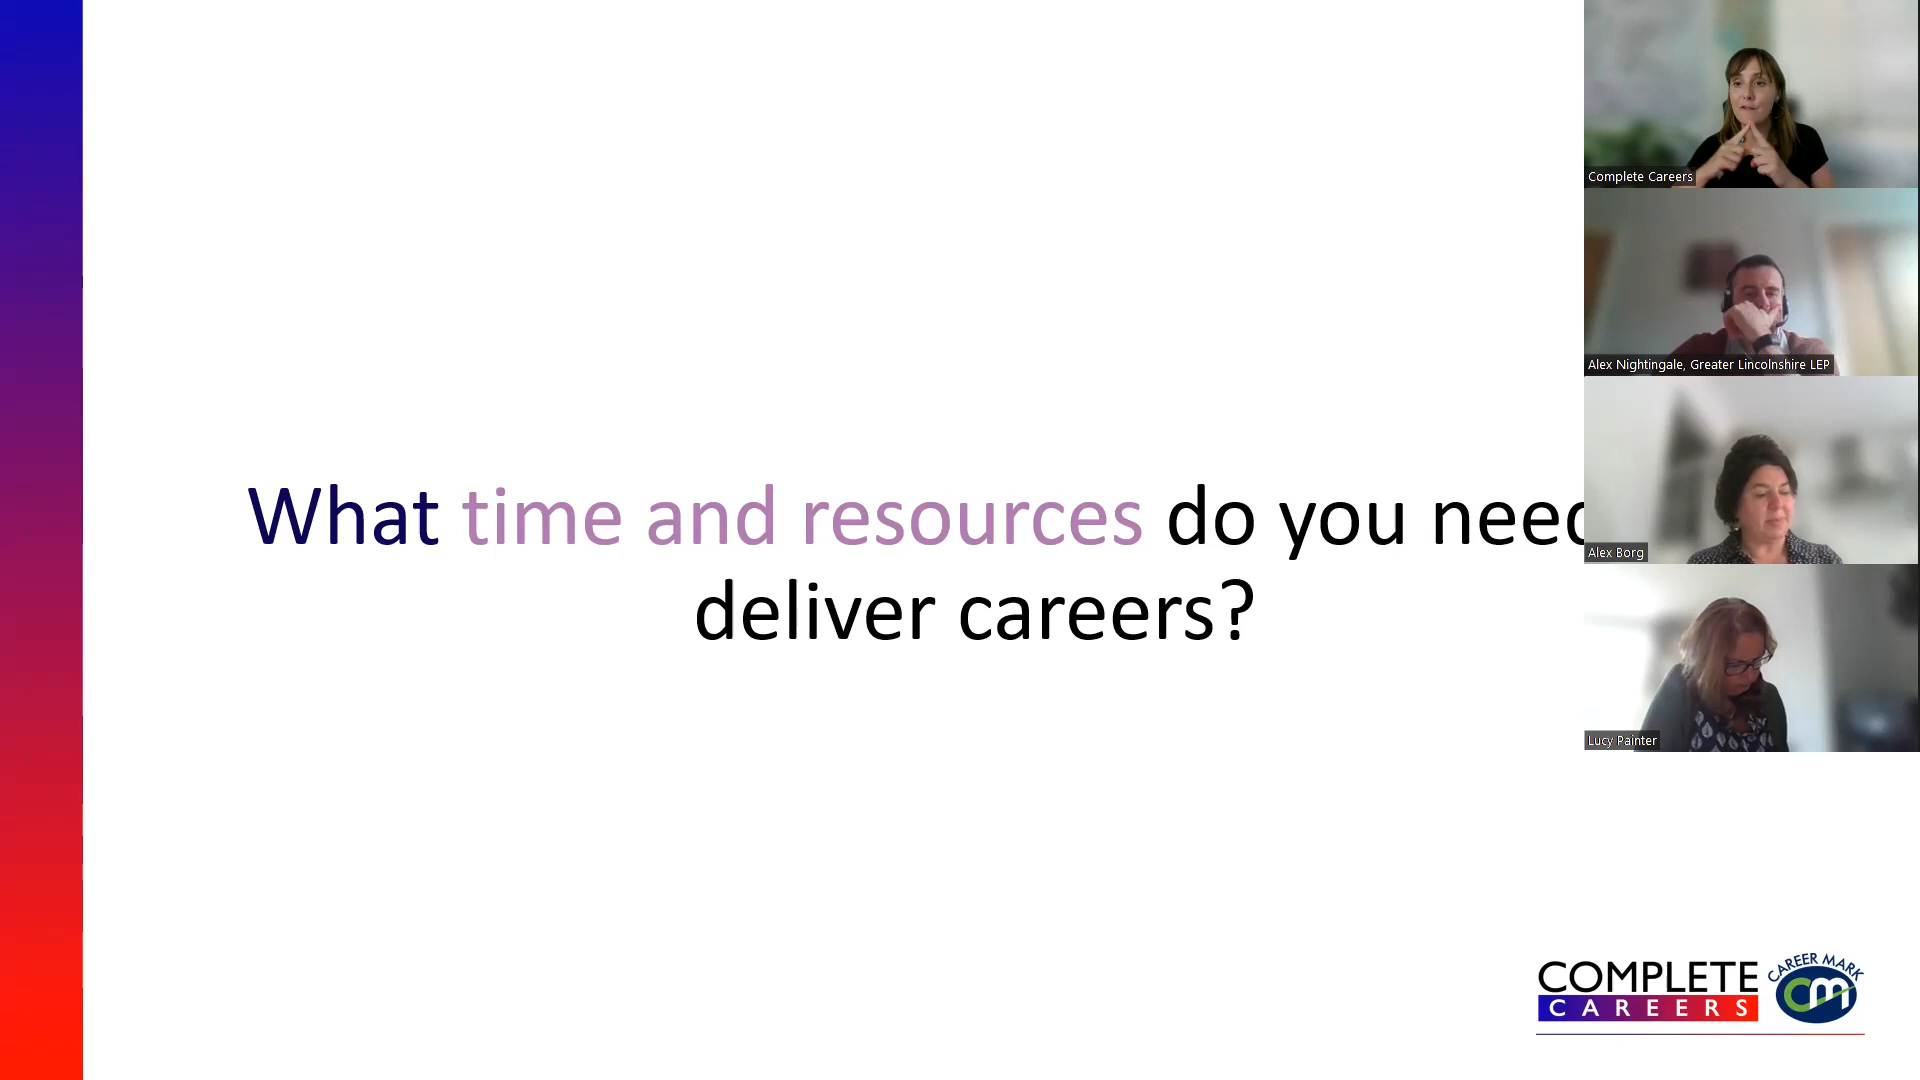 What time and resources do you need
deliver careers?
Complete Careers
Alex Nightingale, Greater Lincolnshire LEP
Alex Borg
Lucy Painter
COMPLETE
CAREERS
CAREER MARK
cm